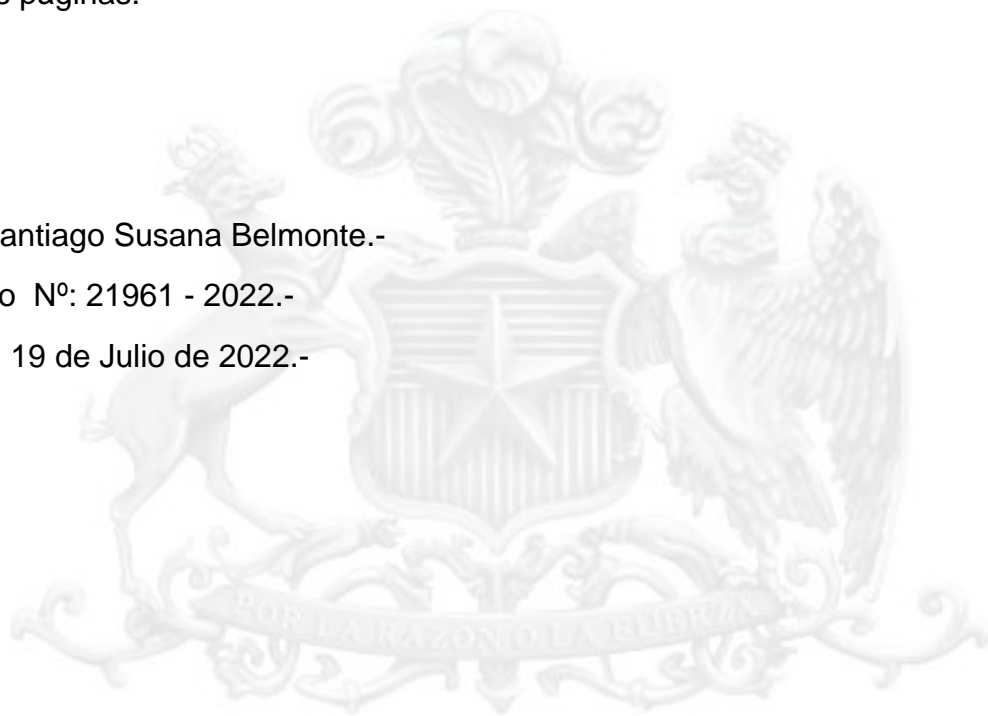 s páginas.
antiago Susana Belmonte.-
o Nº: 21961 - 2022.-
19 de Julio de 2022.-
POR LA RAZON O LA FUERZA